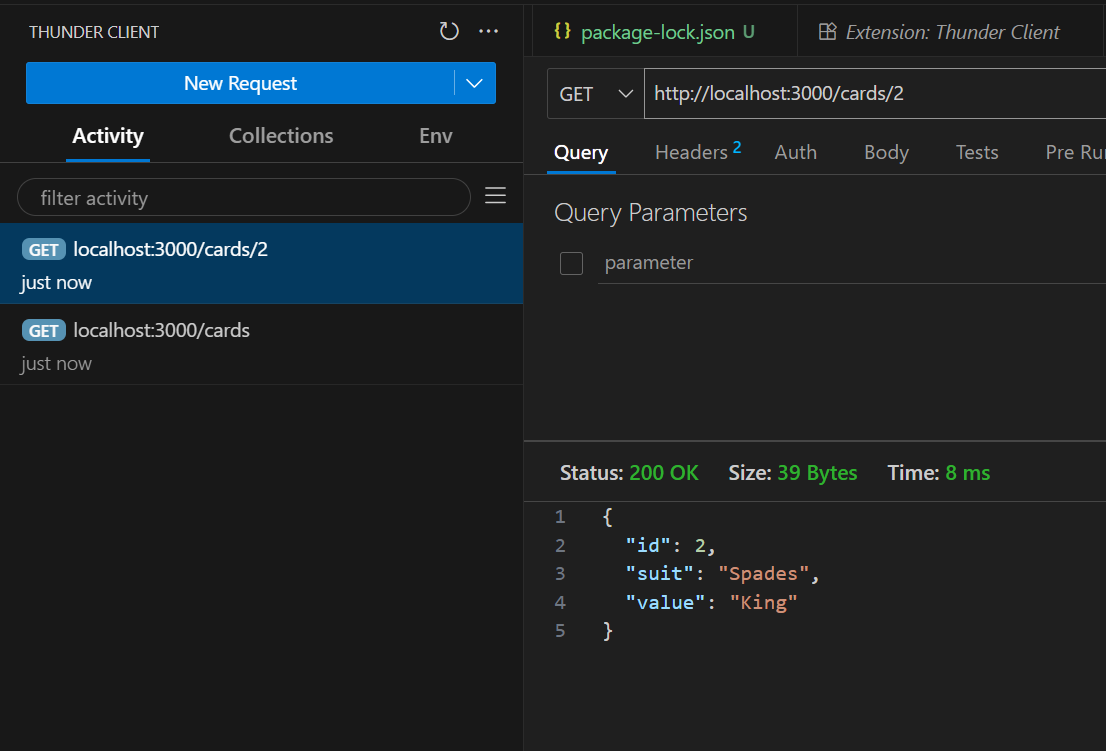 THUNDER CLIENT
New Request
Activity Collections Env
filter activity
GET localhost:3000/cards/2
just now
GET localhost:3000/cards
just now
{} package-lock.json U
Extension: Thunder Client
GET http://localhost:3000/cards/2
Query Headers 2 Auth Body Tests Pre Ru
Query Parameters
parameter
Status: 200 OK Size: 39 Bytes Time: 8 ms
1 {
2 "id": 2,
3 "suit": "Spades",
4 "value": "King"
5 }